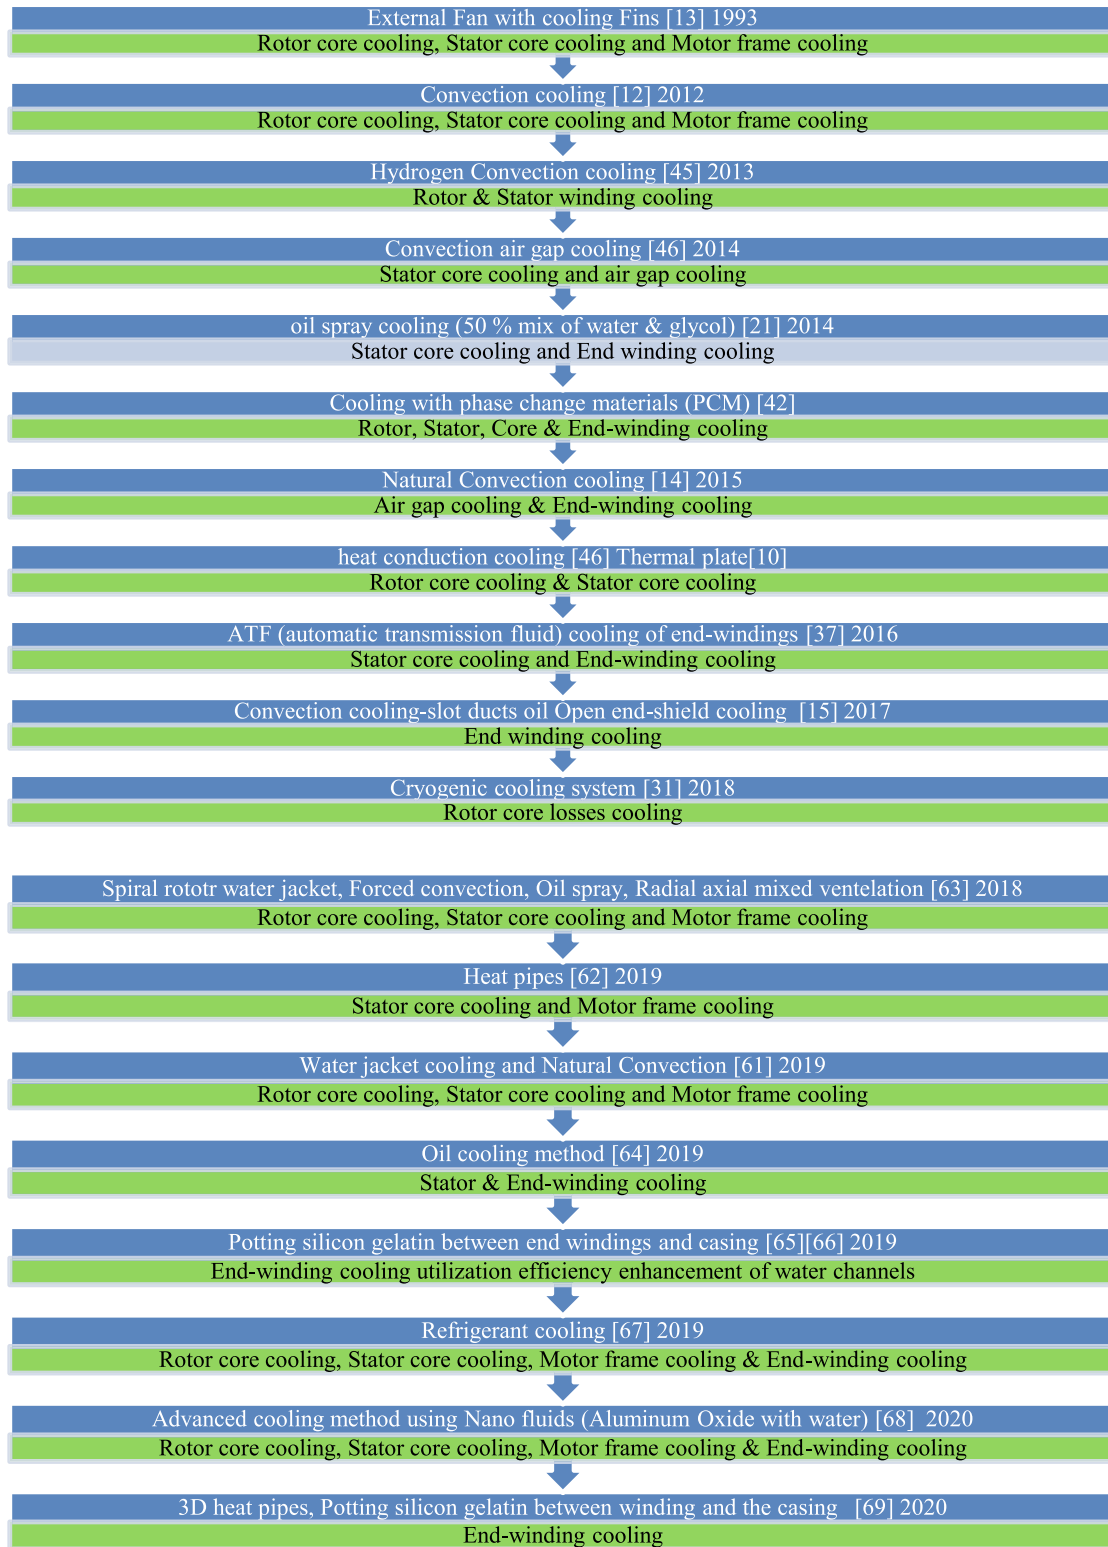 External Fan with cooling Fins [13] 1993
Rotor core cooling, Stator core cooling and Motor frame cooling
Convection cooling [12] 2012
Rotor core cooling, Stator core cooling and Motor frame cooling
Hydrogen Convection cooling [45] 2013
Rotor & Stator winding cooling
Convection air gap cooling [46] 2014
Stator core cooling and air gap cooling
oil spray cooling (50 % mix of water & glycol) [21] 2014
Stator core cooling and End winding cooling
Cooling with phase change materials (PCM) [42]
Rotor, Stator, Core & End-winding cooling
Natural Convection cooling [14] 2015
Air gap cooling & End-winding cooling
heat conduction cooling [46] Thermal plate[10]
Rotor core cooling & Stator core cooling
ATF (automatic transmission fluid) cooling of end-windings [37] 2016
Stator core cooling and End-winding cooling
Convection cooling-slot ducts oil Open end-shield cooling [15] 2017
End winding cooling
Cryogenic cooling system [31] 2018
Rotor core losses cooling
Spiral rototr water jacket, Forced convection, Oil spray, Radial axial mixed ventelation [63] 2018
Rotor core cooling, Stator core cooling and Motor frame cooling
Heat pipes [62] 2019
Stator core cooling and Motor frame cooling
Water jacket cooling and Natural Convection [61] 2019
Rotor core cooling, Stator core cooling and Motor frame cooling
Oil cooling method [64] 2019
Stator & End-winding cooling
Potting silicon gelatin between end windings and casing [65][66] 2019
End-winding cooling utilization efficiency enhancement of water channels
Refrigerant cooling [67] 2019
Rotor core cooling, Stator core cooling, Motor frame cooling & End-winding cooling
Advanced cooling method using Nano fluids (Aluminum Oxide with water) [68] 2020
Rotor core cooling, Stator core cooling, Motor frame cooling & End-winding cooling
3D heat pipes, Potting silicon gelatin between winding and the casing [69] 2020
End-winding cooling